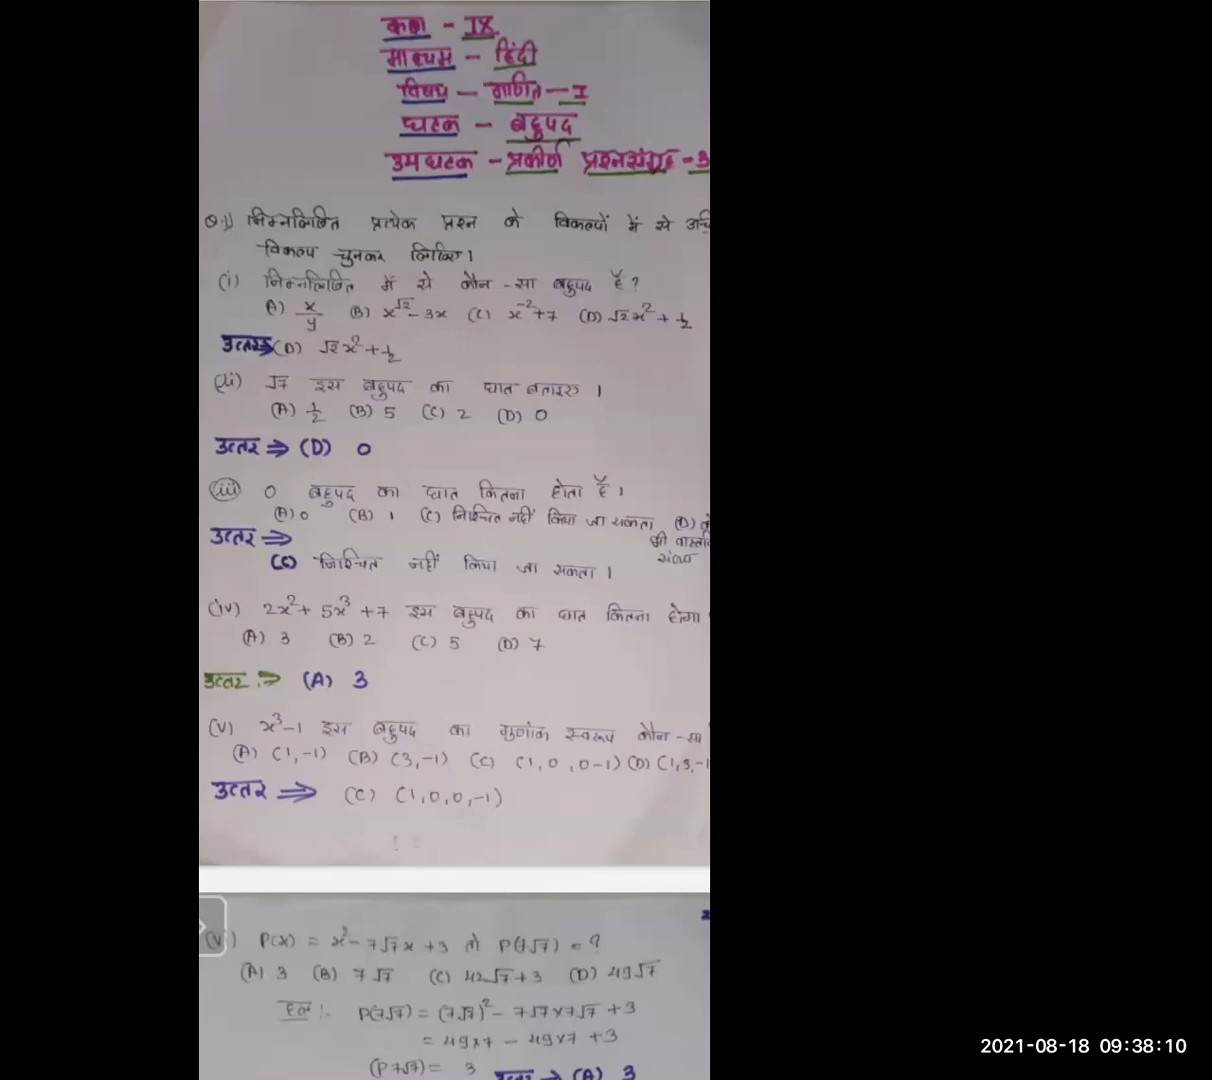 कक्षा - IX
माध्यम - हिंदी
विषय - गणित - I
घटक - बहुपद
उपघटक - प्रकीर्ण प्रश्नसंग्रह - 3
Q.1) निम्नलिखित प्रत्येक प्रश्न के विकल्पों में से
विकल्प चुनकर लिखिए।
(i) निम्नलिखित में से कौन-सा बहुपद है?
(A) x/y (B) x^√2 - 3x (C) x^-2 + 7 (D) √2x² + 1/2
उत्तर⇒ (D) √2x² + 1/2
(ii) √7 इस बहुपद का घात बताइए।
(A) 1/2 (B) 5 (C) 2 (D) 0
उत्तर ⇒ (D) 0
(iii) 0 बहुपद का घात कितना होता है।
(A) 0 (B) 1 (C) निश्चित नहीं किया जा सकता (D)
उत्तर ⇒
(C) निश्चित नहीं किया जा सकता।
(iv) 2x² + 5x³ + 7 इस बहुपद का घात कितना होगा
(A) 3 (B) 2 (C) 5 (D) 7
उत्तर :⇒ (A) 3
(v) x³-1 इस बहुपद का गुणांक स्वरूप कौन-सा
(A) (1,-1) (B) (3,-1) (C) (1,0,0-1) (D) (1,3,-1
उत्तर ⇒ (C) (1,0,0,-1)
P(x) = x² - 7√7x + 3 तो P(7√7) = ?
(A) 3 (B) 7√7 (C) 42√7+3 (D) 49√7
हल :- P(7√7) = (7√7)² - 7√7×7√7 + 3
= 49×7 - 49×7 + 3
(P7√7) = 3 उत्तर ⇒ (A) 3
2021-08-18 09:38:10